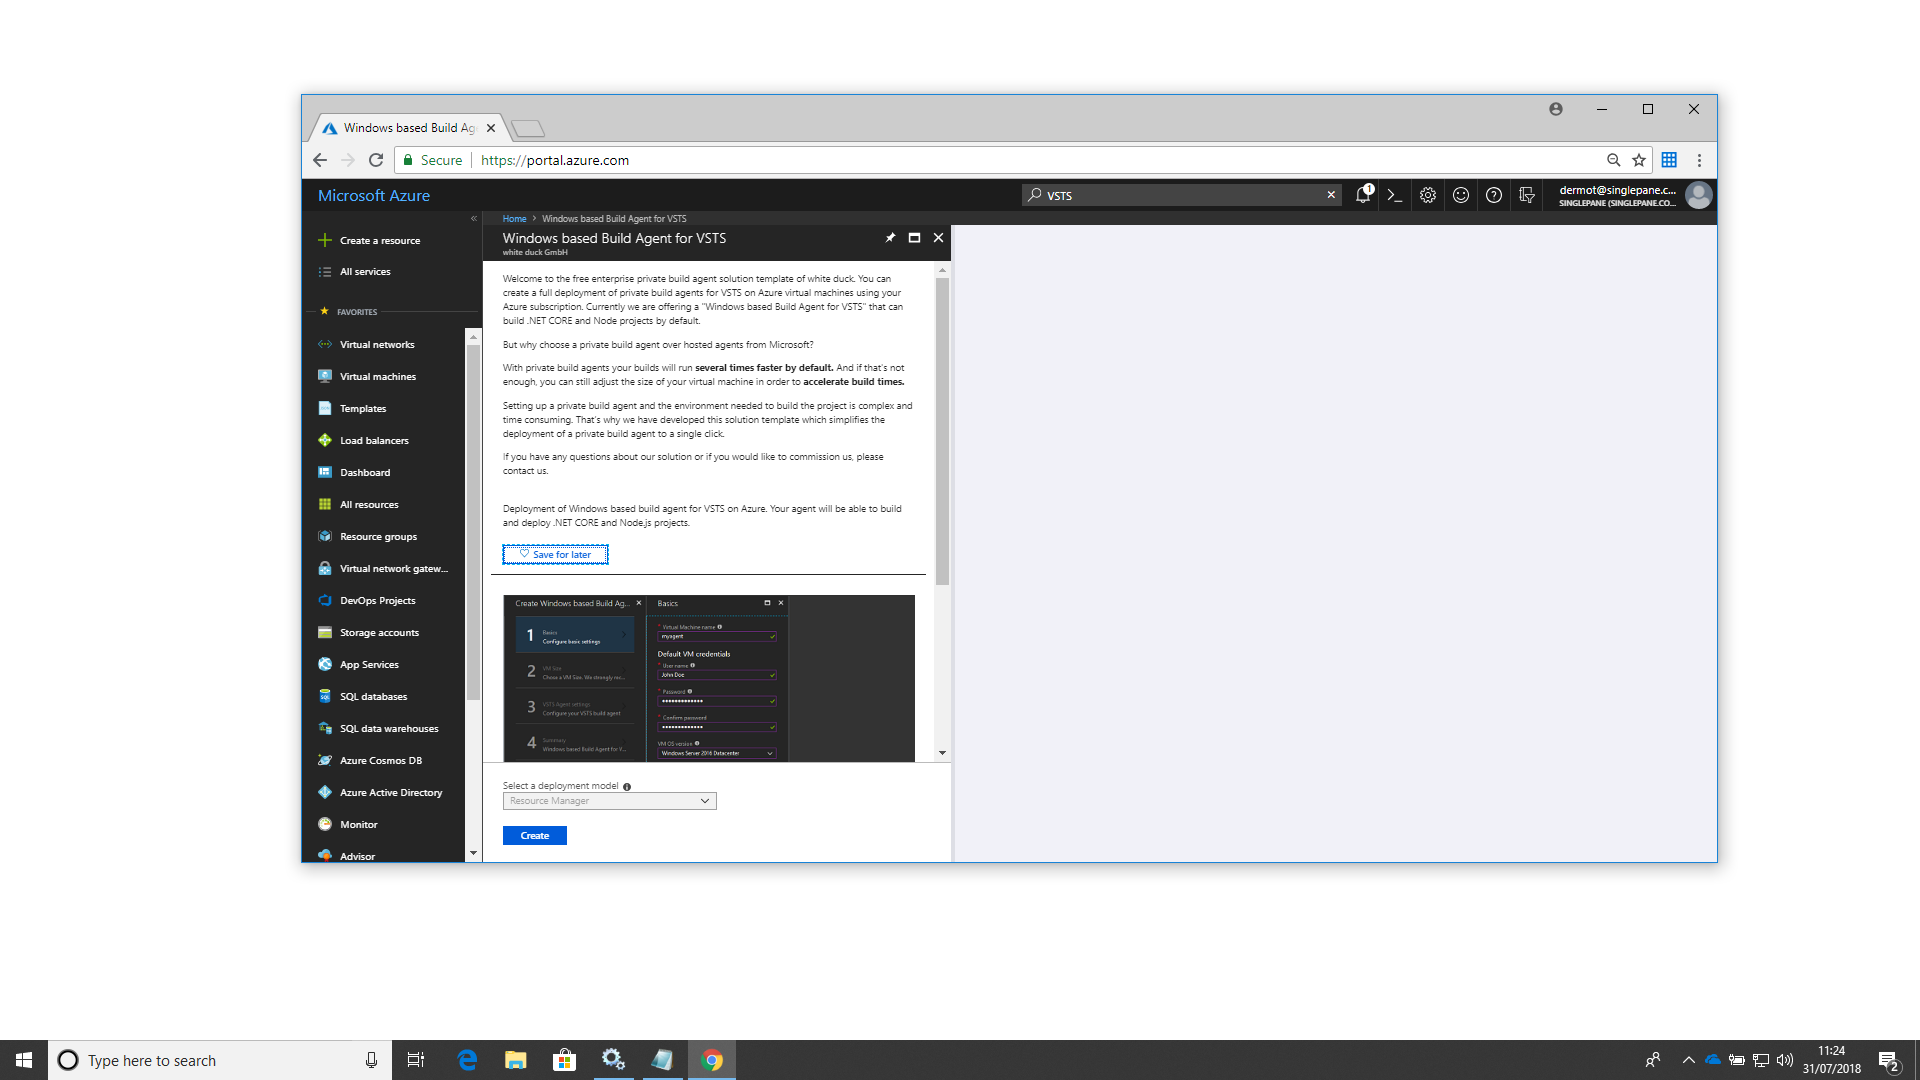 Windows based Build Ag
Secure
https://portal.azure.com
Microsoft Azure
VSTS
1
dermot@singlepane.c...
SINGLEPANE (SINGLEPANE.CO...
Home > Windows based Build Agent for VSTS
Create a resource
All services
FAVORITES
Virtual networks
Virtual machines
Templates
Load balancers
Dashboard
All resources
Resource groups
Virtual network gatew...
DevOps Projects
Storage accounts
App Services
SQL databases
SQL data warehouses
Azure Cosmos DB
Azure Active Directory
Monitor
Advisor
Windows based Build Agent for VSTS
white duck GmbH
Welcome to the free enterprise private build agent solution template of white duck. You can
create a full deployment of private build agents for VSTS on Azure virtual machines using your
Azure subscription. Currently we are offering a "Windows based Build Agent for VSTS" that can
build .NET CORE and Node projects by default.
But why choose a private build agent over hosted agents from Microsoft?
With private build agents your builds will run several times faster by default. And if that's not
enough, you can still adjust the size of your virtual machine in order to accelerate build times.
Setting up a private build agent and the environment needed to build the project is complex and
time consuming. That's why we have developed this solution template which simplifies the
deployment of a private build agent to a single click.
If you have any questions about our solution or if you would like to commission us, please
contact us.
Deployment of Windows based build agent for VSTS on Azure. Your agent will be able to build
and deploy .NET CORE and Node.js projects.
Save for later
Create Windows based Build Ag...
1
Basics
Configure basic settings
2
VM Size
Chose a VM Size. We strongly re...
3
VSTS Agent settings
Configure your VSTS build agent
4
Summary
Windows based Build Agent for V...
Basics
* Virtual Machine name
myagent
Default VM credentials
* User name
John Doe
* Password
* Confirm password
VM OS version
Windows Server 2016 Datacenter
Select a deployment model
Resource Manager
Create
Type here to search
11:24
31/07/2018
2